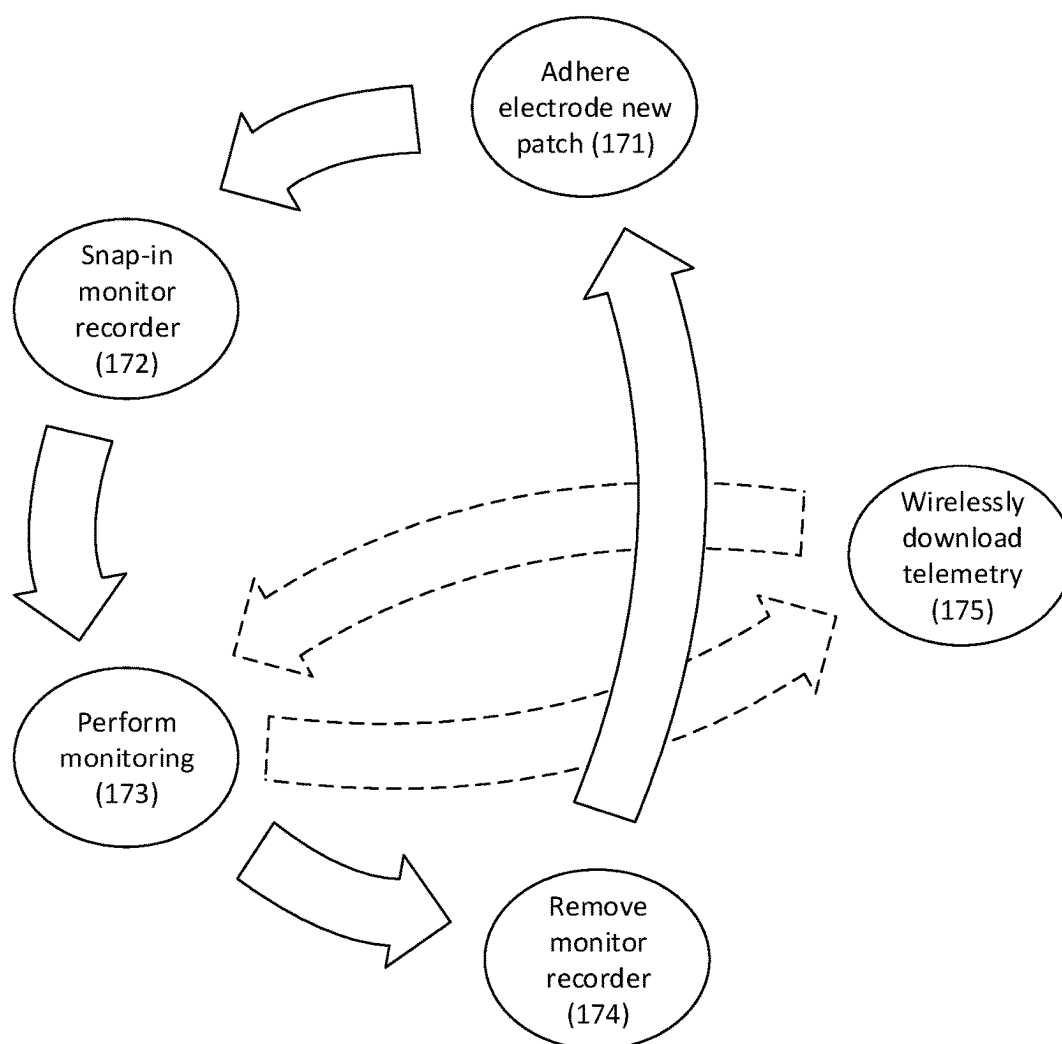 Adhere
electrode new
patch (171)
Snap-in
monitor
recorder
(172)
Wirelessly
download
telemetry
(175)
Perform
monitoring
(173)
Remove
monitor
recorder
(174)